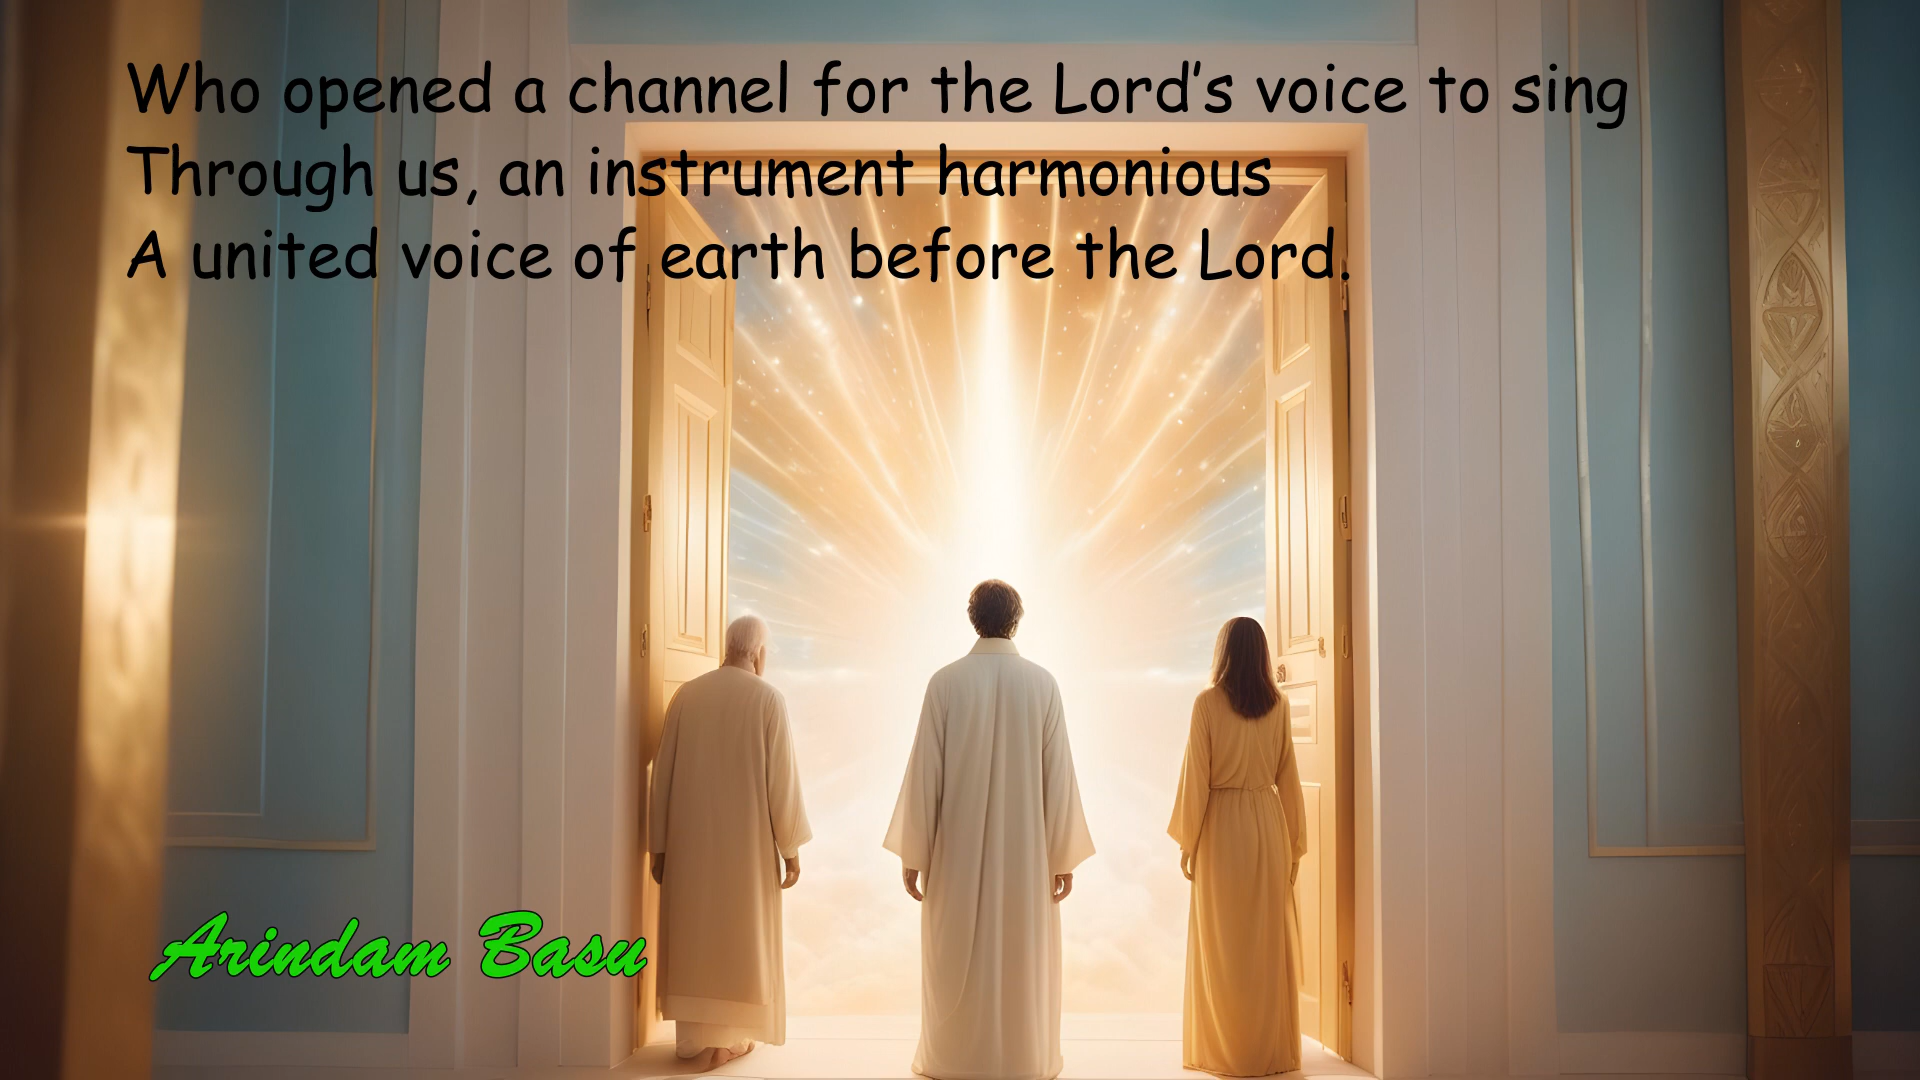 Who opened a channel for the Lord's voice to sing
Through us, an instrument harmonious
A united voice of earth before the Lord.
Arindam Basu